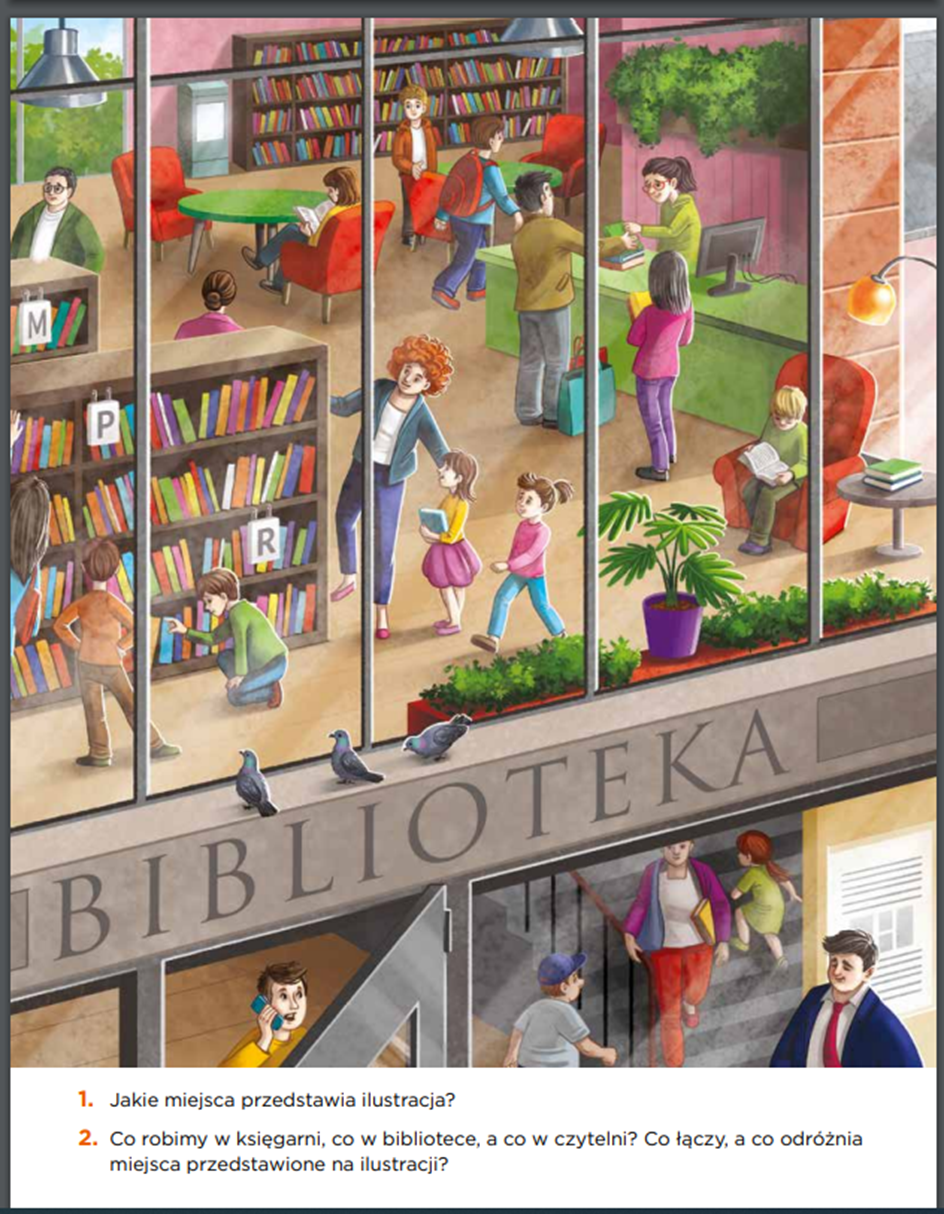 M
P
R
BIBLIOTEKA
1. Jakie miejsca przedstawia ilustracja?
2. Co robimy w księgarni, co w bibliotece, a co w czytelni? Co łączy, a co odróżnia
miejsca przedstawione na ilustracji?